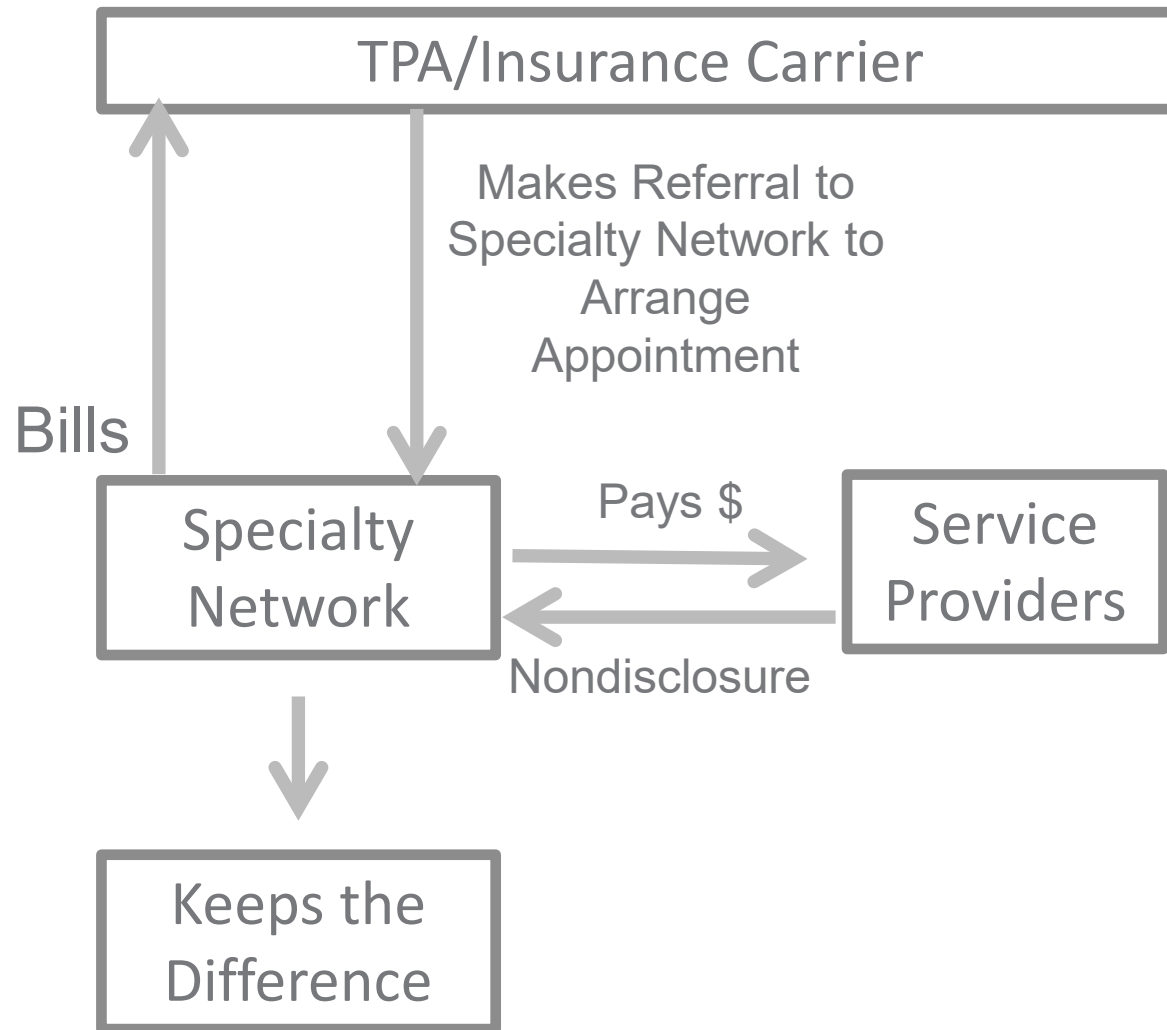 TPA/Insurance Carrier
Makes Referral to
Specialty Network to
Arrange
Appointment
Bills
Specialty
Network
Pays $
Service
Providers
Nondisclosure
Keeps the
Difference